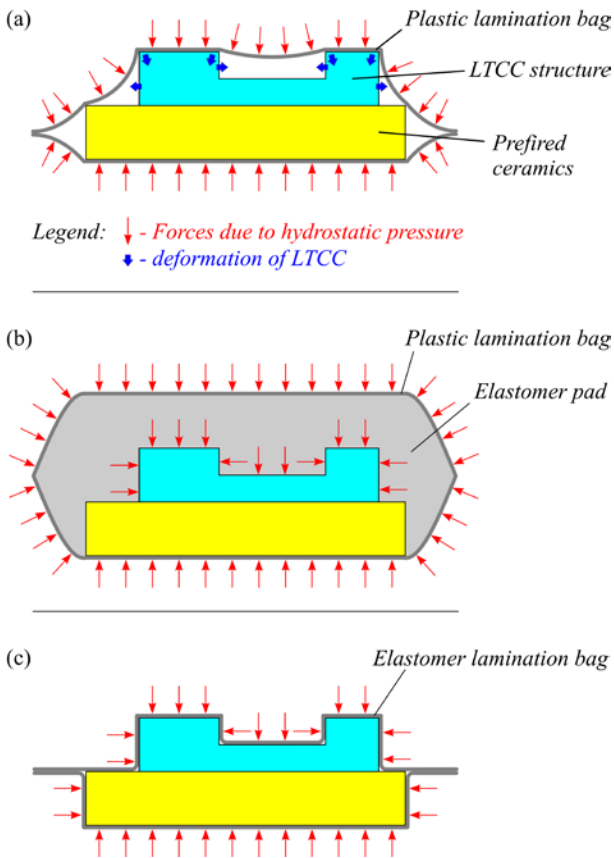 (a)
Plastic lamination bag
LTCC structure
Prefired
ceramics
Legend: - Forces due to hydrostatic pressure
- deformation of LTCC
(b)
Plastic lamination bag
Elastomer pad
(c)
Elastomer lamination bag